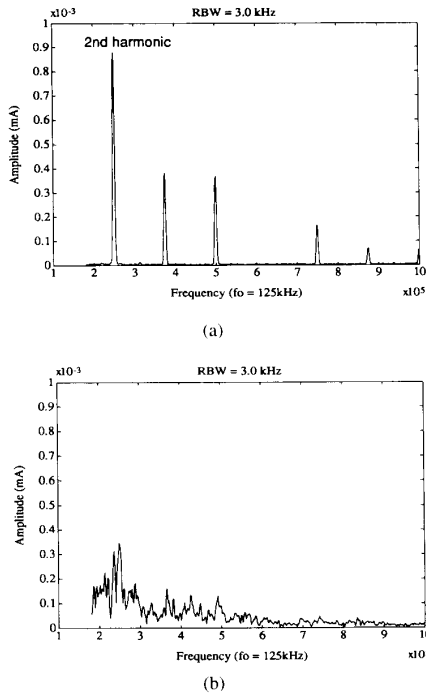 RBW = 3.0 kHz
x10-3
1
0.9
0.8
0.7
0.6
0.5
0.4
0.3
0.2
0.1
0
Amplitude (mA)
2nd harmonic
1 2 3 4 5 6 7 8 9 10
x105
Frequency (fo = 125kHz)
(a)
RBW = 3.0 kHz
x10-3
1
0.9
0.8
0.7
0.6
0.5
0.4
0.3
0.2
0.1
0
Amplitude (mA)
1 2 3 4 5 6 7 8 9 10
x10
Frequency (fo = 125kHz)
(b)